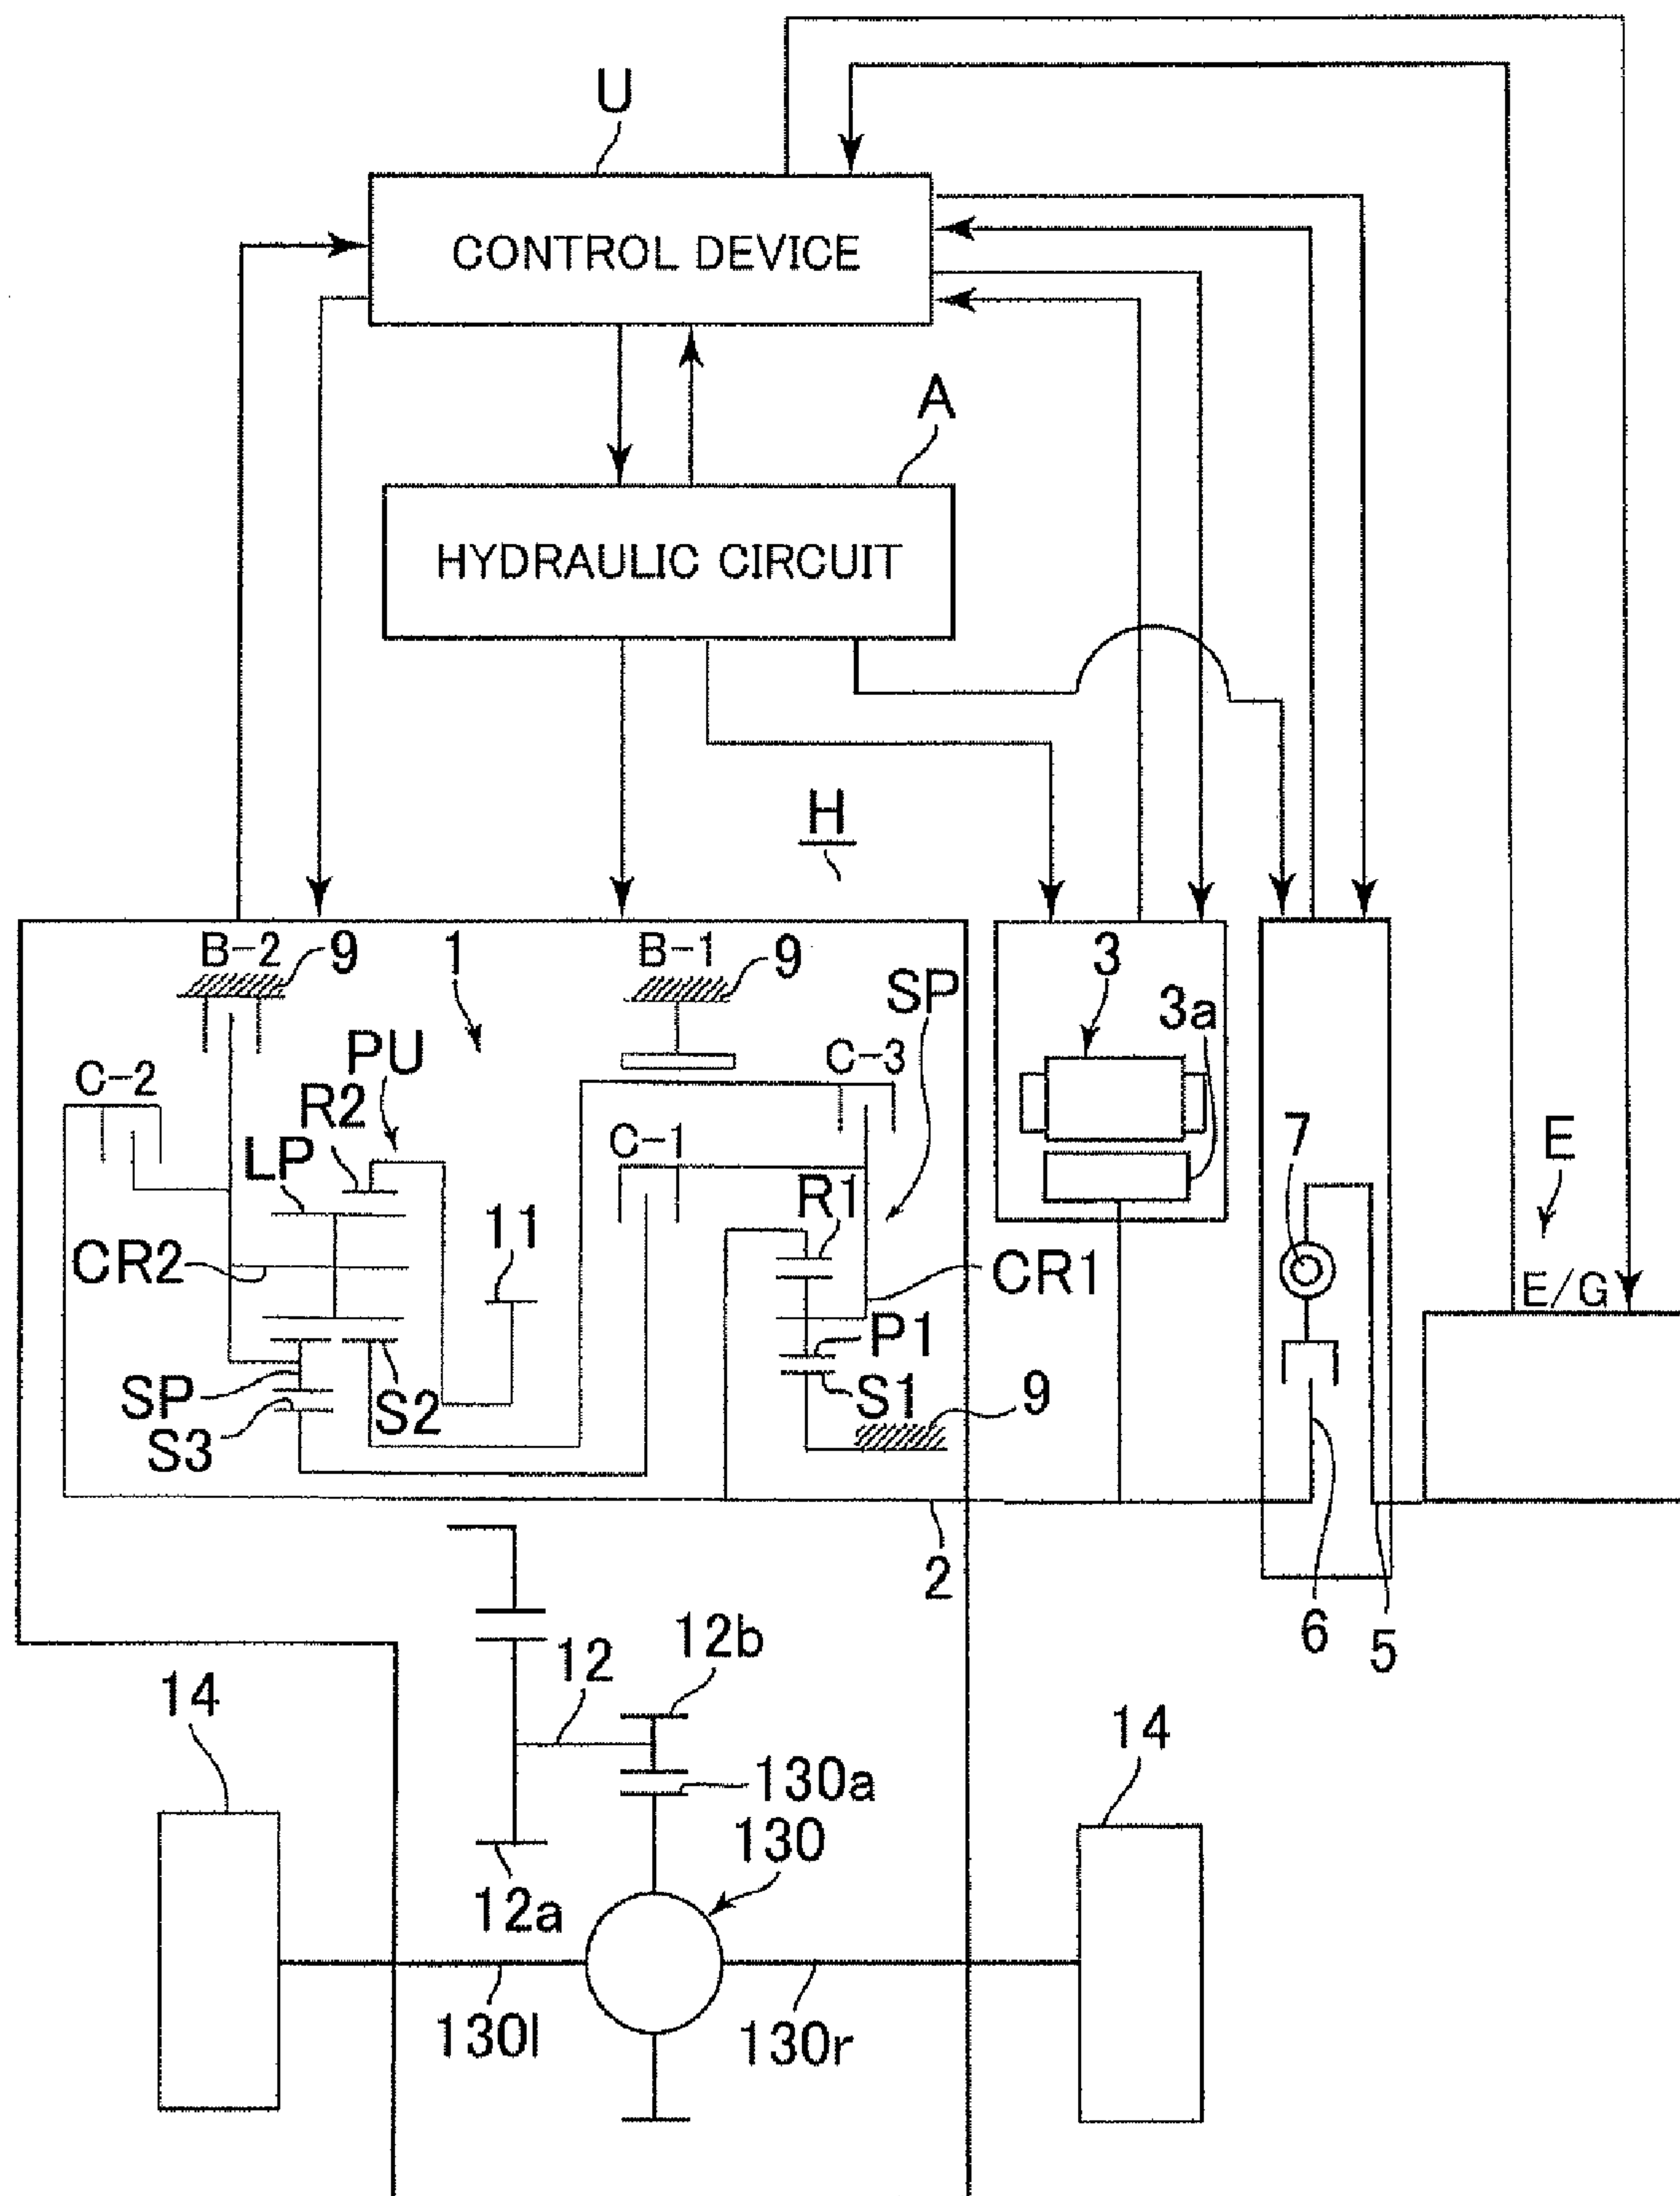 U
CONTROL DEVICE
A
HYDRAULIC CIRCUIT
H
B-2
9
1
B-1
9
SP
3
3a
C-2
PU
C-3
R2
C-1
LP
R1
7
E
11
CR2
CR1
E/G
P1
SP
S2
S1
9
S3
2
6
5
12
12b
14
14
130a
130
12a
130l
130r